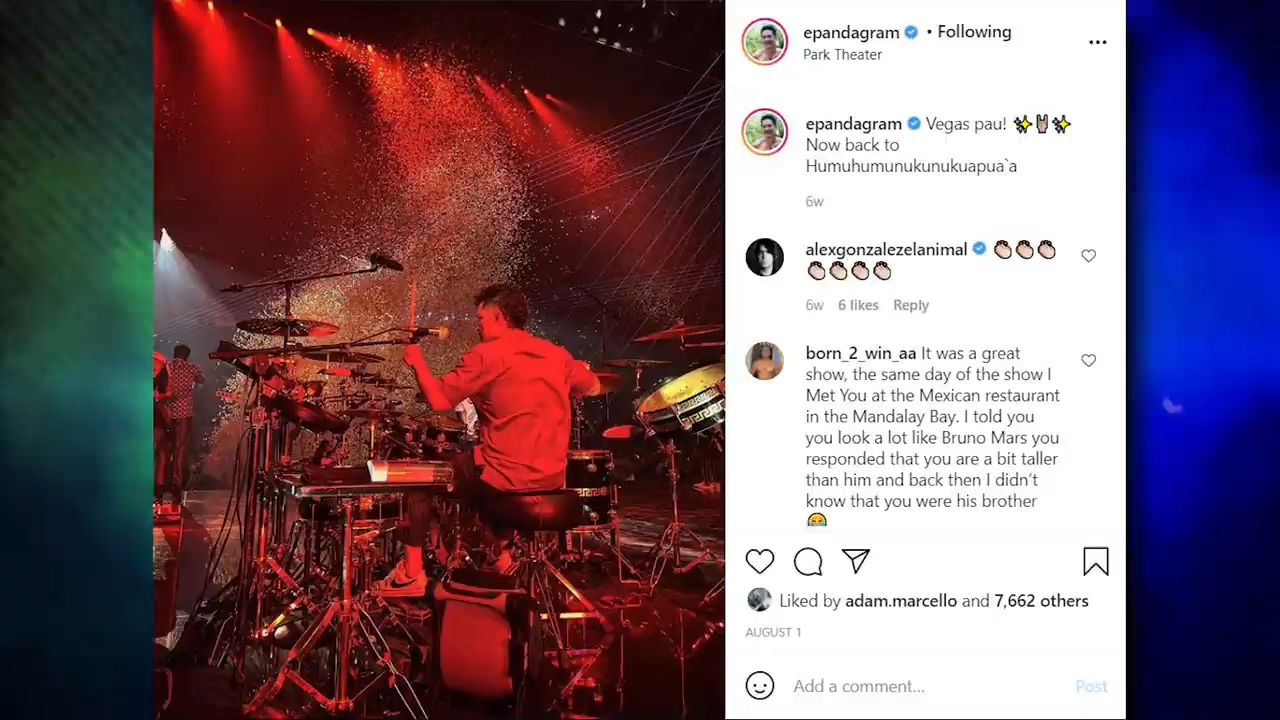 epandagram • Following
Park Theater
epandagram Vegas pau! ✨🤘🏽✨
Now back to
Humuhumunukunukuapua`a
6w
alexgonzalezelanimal 👏🏻👏🏻👏🏻
👏🏻👏🏻👏🏻👏🏻
6w 6 likes Reply
born_2_win_aa It was a great
show, the same day of the show I
Met You at the Mexican restaurant
in the Mandalay Bay. I told you
you look a lot like Bruno Mars you
responded that you are a bit taller
than him and back then I didn’t
know that you were his brother
😂
Liked by adam.marcello and 7,662 others
AUGUST 1
Add a comment...
Post